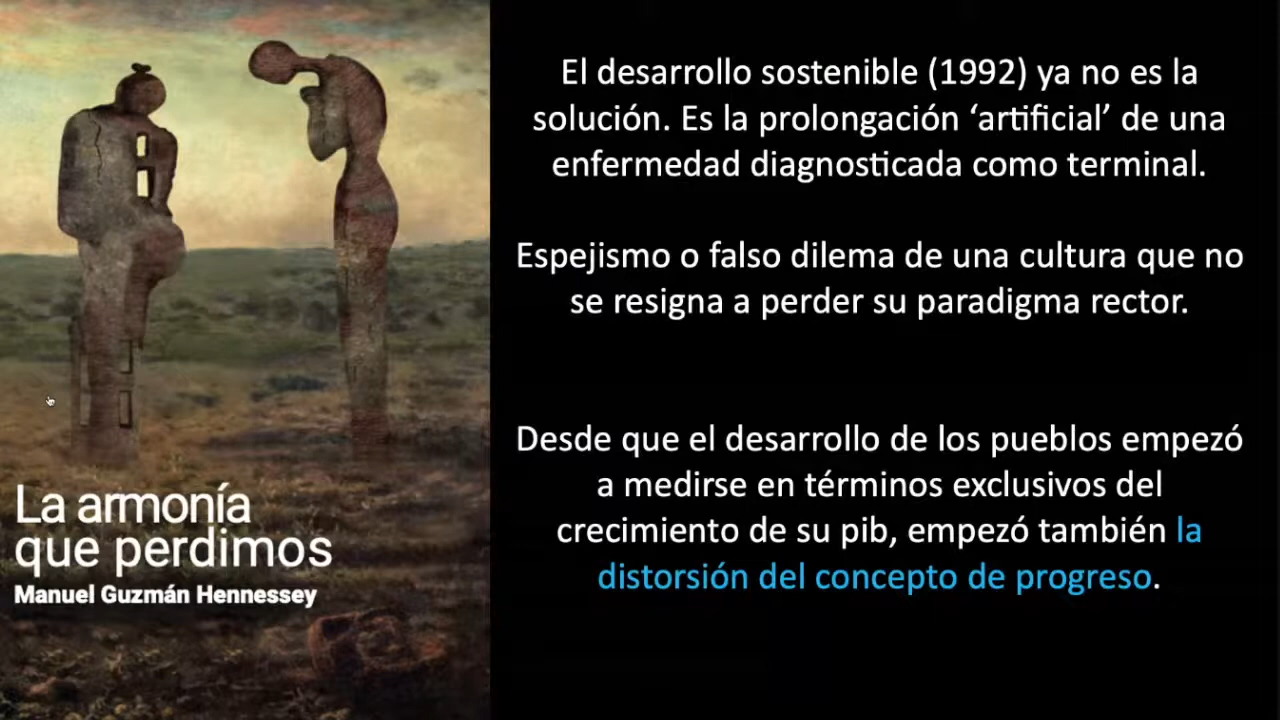 La armonía
que perdimos
Manuel Guzmán Hennessey
El desarrollo sostenible (1992) ya no es la
solución. Es la prolongación ‘artificial’ de una
enfermedad diagnosticada como terminal.
Espejismo o falso dilema de una cultura que no
se resigna a perder su paradigma rector.
Desde que el desarrollo de los pueblos empezó
a medirse en términos exclusivos del
crecimiento de su pib, empezó también la
distorsión del concepto de progreso.